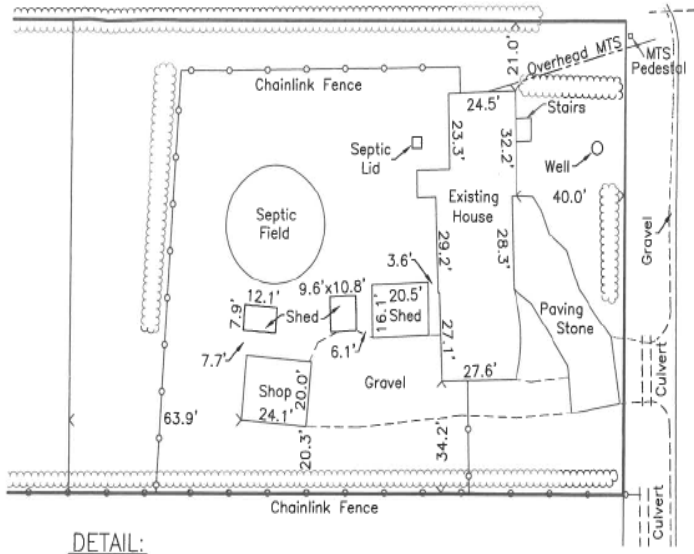 21.0'
Overhead MTS
MTS
Pedestal
Chainlink Fence
24.5'
Stairs
23.3'
32.2'
Septic
Lid
Well
Existing
House
40.0'
Septic
Field
Gravel
29.2'
28.3'
3.6'
9.6'x10.8'
12.1'
20.5'
7.9'
Shed
16.1'
Shed
Paving
Stone
7.7'
6.1'
27.1'
Shop
20.0'
Gravel
27.6'
Culvert
24.1'
63.9'
20.3'
34.2'
Chainlink Fence
Culvert
DETAIL: